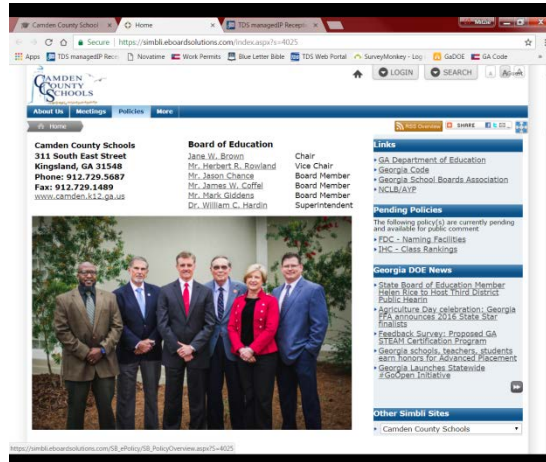 Camden County School
Home
TDS managedIP Recepti
Secure
https://simbli.eboardsolutions.com/index.aspx?s=4025
Apps
TDS managedIP Rece
Novatime
Work Permits
Blue Letter Bible
TDS Web Portal
SurveyMonkey - Log
GaDOE
GA Code
CAMDEN
COUNTY
SCHOOLS
LOGIN
SEARCH
About Us
Meetings
Policies
More
Home
RSS Overview
SHARE
Camden County Schools
311 South East Street
Kingsland, GA 31548
Phone: 912.729.5687
Fax: 912.729.1489
www.camden.k12.ga.us
Board of Education
Jane W. Brown Chair
Mr. Herbert R. Rowland Vice Chair
Mr. Jason Chance Board Member
Mr. James W. Coffel Board Member
Mr. Mark Giddens Board Member
Dr. William C. Hardin Superintendent
Links
GA Department of Education
Georgia Code
Georgia School Boards Association
NCLB/AYP
Pending Policies
The following policy(s) are currently pending
and available for public comment
FDC - Naming Facilities
IHC - Class Rankings
Georgia DOE News
State Board of Education Member
Helen Rice to Host Third District
Public Hearin
Agriculture Day celebration: Georgia
FFA announces 2016 State Star
finalists
Feedback Survey: Proposed GA
STEAM Certification Program
Georgia schools, teachers, students
earn honors for Advanced Placement
Georgia Launches Statewide
#GoOpen Initiative
Other Simbli Sites
Camden County Schools
https://simbli.eboardsolutions.com/SB_ePolicy/SB_PolicyOverview.aspx?S=4025